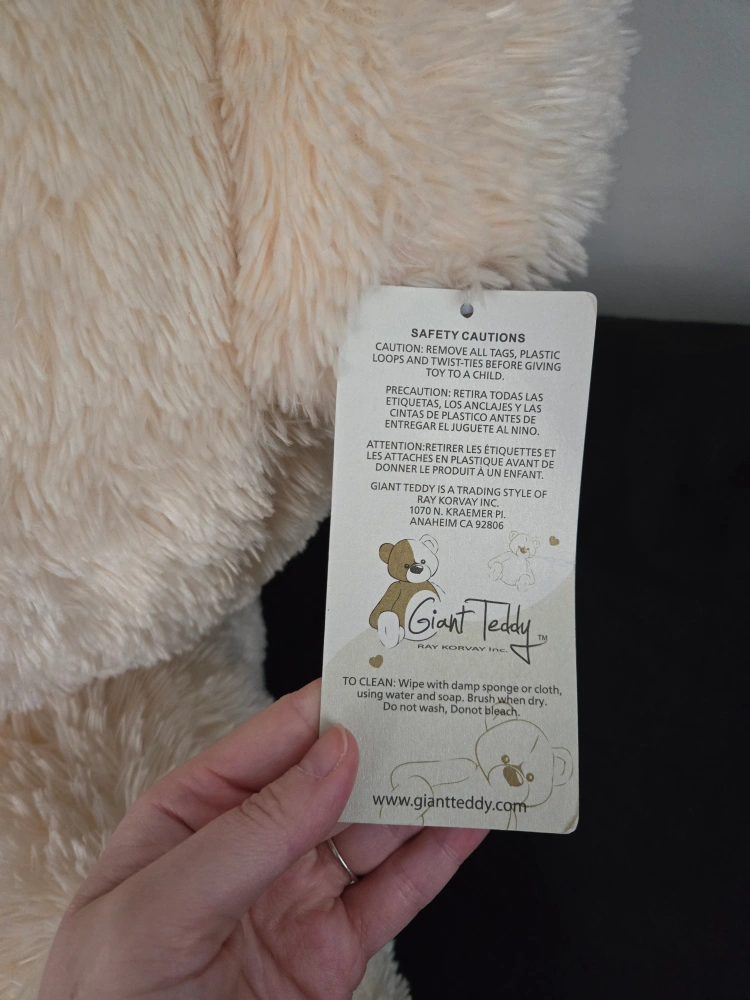 SAFETY CAUTIONS
CAUTION: REMOVE ALL TAGS, PLASTIC
LOOPS AND TWIST-TIES BEFORE GIVING
TOY TO A CHILD.
PRECAUTION: RETIRA TODAS LAS
ETIQUETAS, LOS ANCLAJES Y LAS
CINTAS DE PLASTICO ANTES DE
ENTREGAR EL JUGUETE AL NINO.
ATTENTION:RETIRER LES ÉTIQUETTES ET
LES ATTACHES EN PLASTIQUE AVANT DE
DONNER LE PRODUIT À UN ENFANT.
GIANT TEDDY IS A TRADING STYLE OF
RAY KORVAY INC.
1070 N. KRAEMER Pl.
ANAHEIM CA 92806
Giant Teddy TM
RAY KORVAY Inc.
TO CLEAN: Wipe with damp sponge or cloth,
using water and soap. Brush when dry.
Do not wash, Donot bleach.
www.giantteddy.com